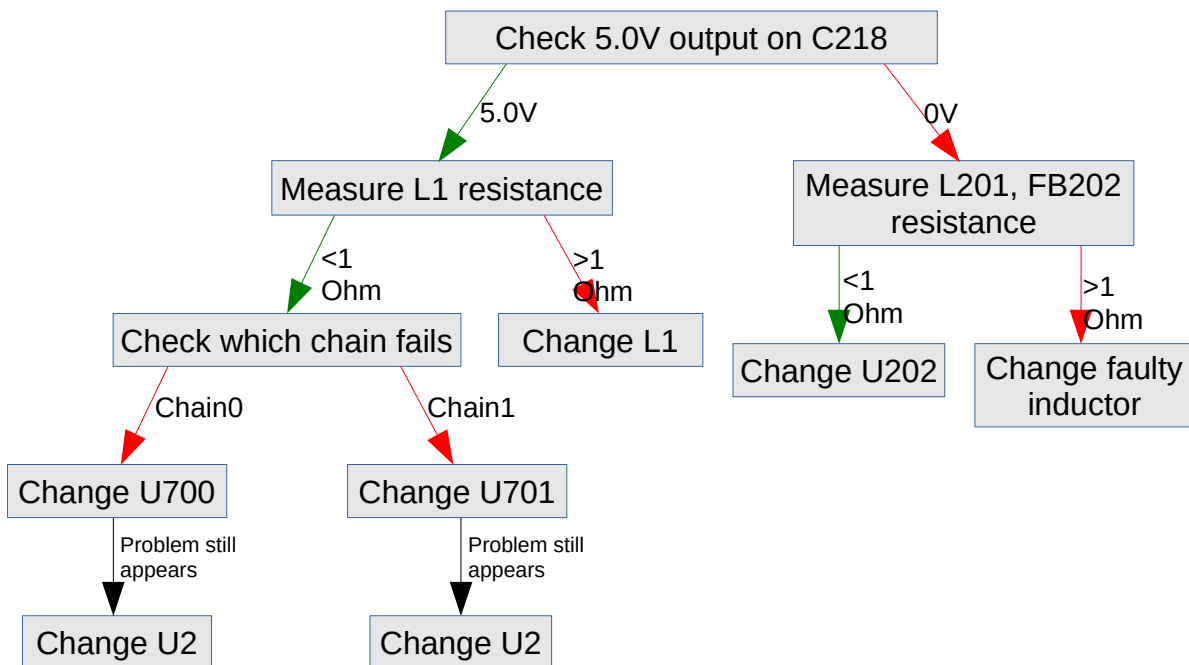 Check 5.0V output on C218
5.0V
0V
Measure L1 resistance
Measure L201, FB202
resistance
<1
Ohm
>1
Ohm
<1
Ohm
>1
Ohm
Check which chain fails
Change L1
Change U202
Change faulty
inductor
Chain0
Chain1
Change U700
Change U701
Problem still
appears
Problem still
appears
Change U2
Change U2